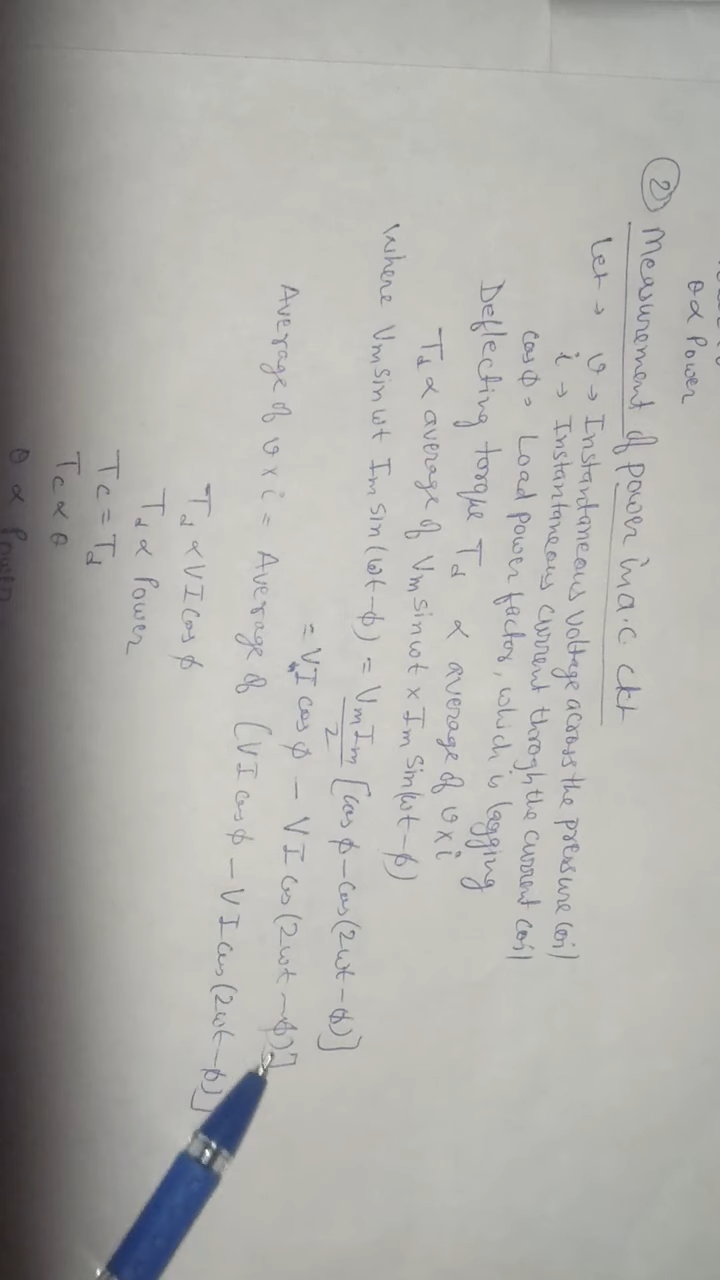 θ α Power
② Measurement of power in a.c. ckt
Let → v → Instantaneous voltage across the pressure coil
i → Instantaneous current throgh the current coil
cos φ = Load power factor, which is lagging
Deflecting torque Td α average of v x i
Td α average of Vm sin ωt x Im sin(ωt-φ)
Where Vm sin ωt Im sin(ωt-φ) = VmIm/2 [cos φ - cos(2ωt-φ)]
= VI cos φ - VI cos(2ωt-φ)]
Average of v x i = Average of (VI cos φ - VI cos(2ωt-φ)]
Td α VI cos φ
Td α Power
Tc = Td
Tc α θ
θ α Power